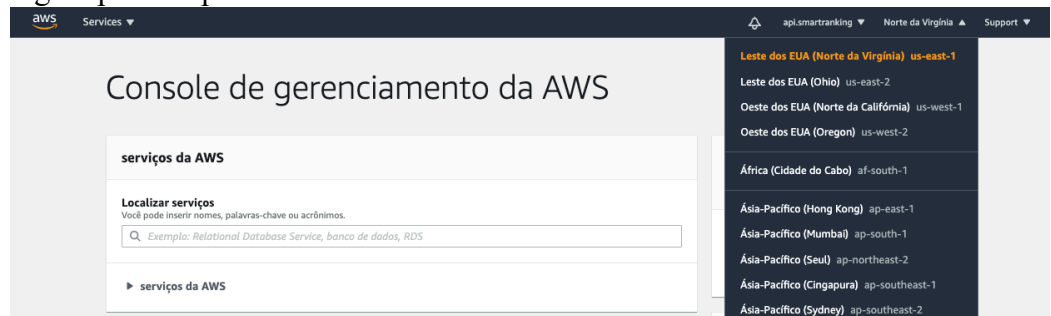 aws Services ▼ api.smartranking ▼ Norte da Virgínia ▲ Support ▼
Console de gerenciamento da AWS
serviços da AWS
Localizar serviços
Você pode inserir nomes, palavras-chave ou acrônimos.
Exemplo: Relational Database Service, banco de dados, RDS
▶ serviços da AWS
Leste dos EUA (Norte da Virgínia) us-east-1
Leste dos EUA (Ohio) us-east-2
Oeste dos EUA (Norte da Califórnia) us-west-1
Oeste dos EUA (Oregon) us-west-2
África (Cidade do Cabo) af-south-1
Ásia-Pacífico (Hong Kong) ap-east-1
Ásia-Pacífico (Mumbai) ap-south-1
Ásia-Pacífico (Seul) ap-northeast-2
Ásia-Pacífico (Cingapura) ap-southeast-1
Ásia-Pacífico (Sydney) ap-southeast-2